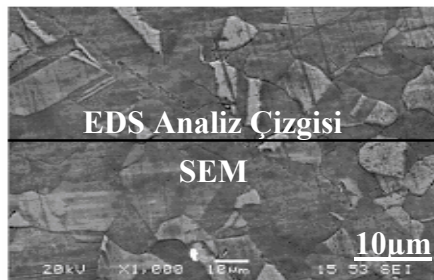 EDS Analiz Çizgisi
SEM
10µm
20kV X1,000 10µm 15 53 SEI